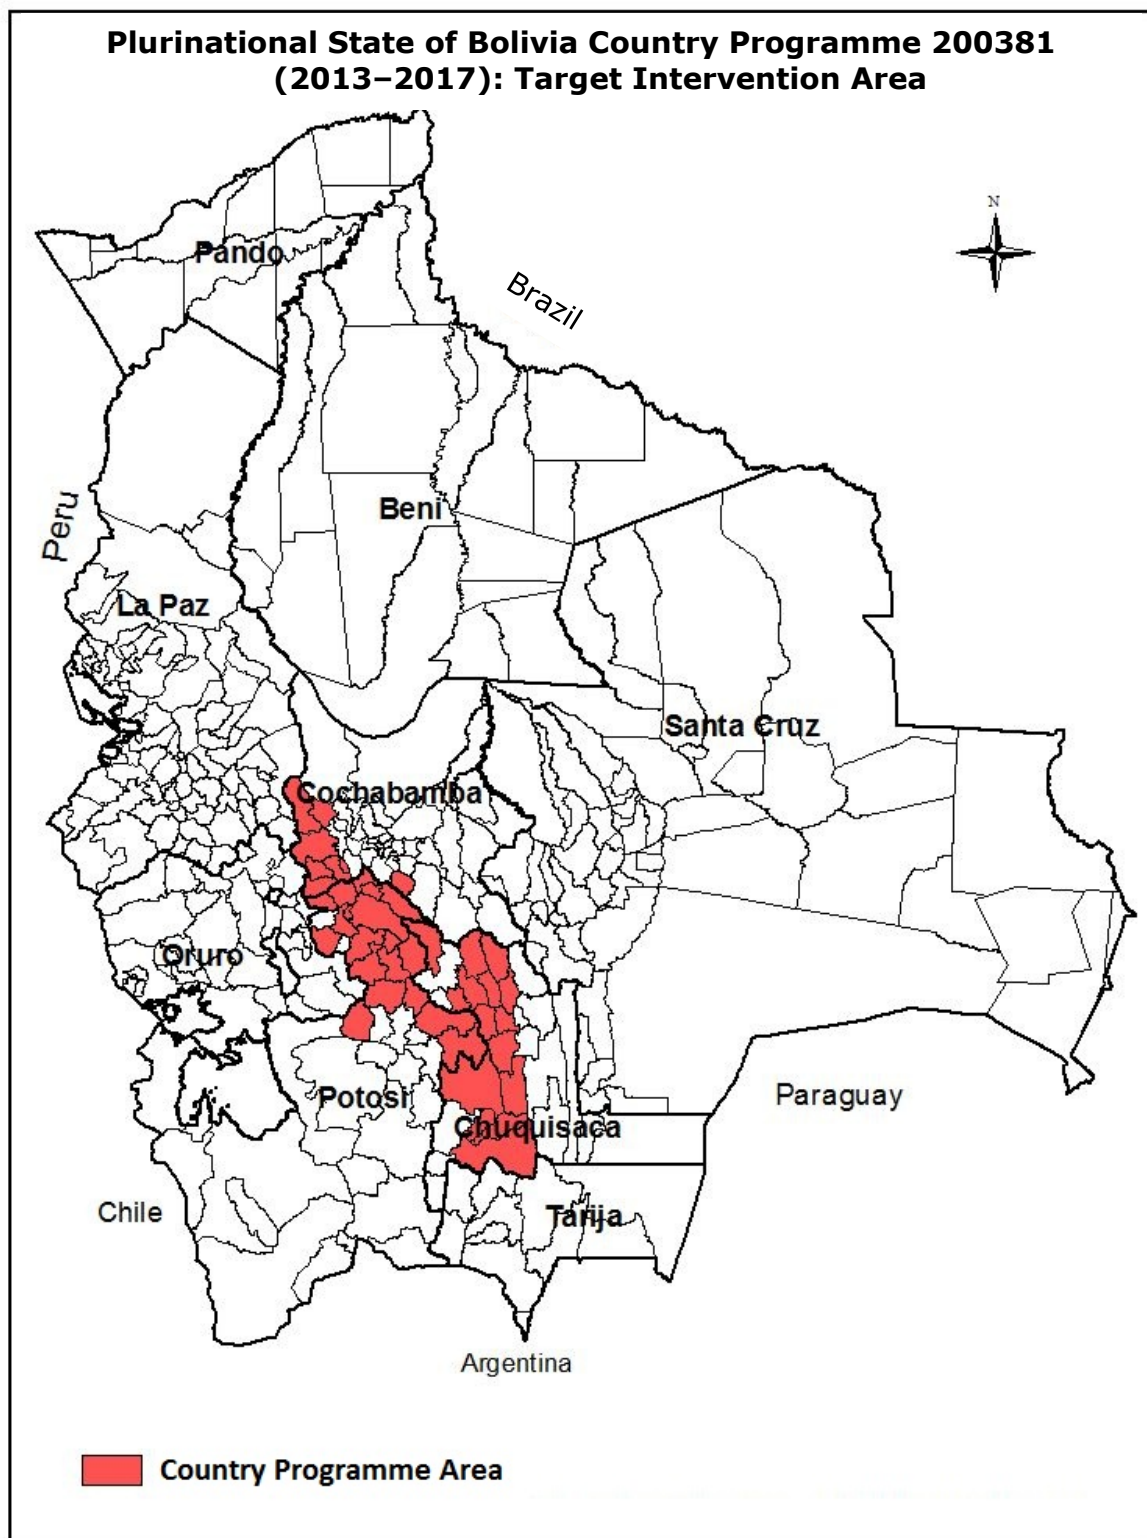 Plurinational State of Bolivia Country Programme 200381
(2013–2017): Target Intervention Area
N
Pando
Brazil
Peru
Beni
La Paz
Santa Cruz
Cochabamba
Oruro
Potosi
Paraguay
Chuquisaca
Chile
Tarija
Argentina
Country Programme Area